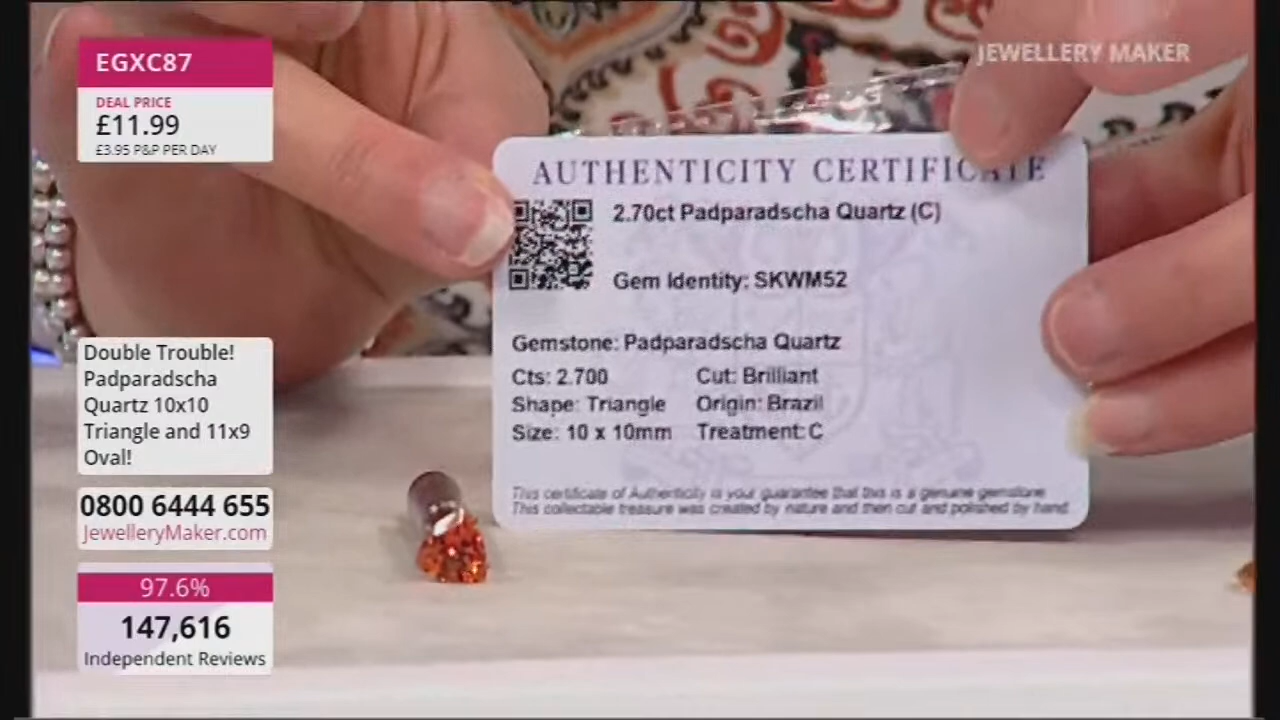 EGXC87
DEAL PRICE
£11.99
£3.95 P&P PER DAY
JEWELLERY MAKER
AUTHENTICITY CERTIFICATE
2.70ct Padparadscha Quartz (C)
Gem Identity: SKWM52
Gemstone: Padparadscha Quartz
Cts: 2.700 Cut: Brilliant
Shape: Triangle Origin: Brazil
Size: 10 x 10mm Treatment: C
This certificate of Authenticity is your guarantee that this is a genuine gemstone
This collectable treasure was created by nature and then cut and polished by hand
Double Trouble!
Padparadscha
Quartz 10x10
Triangle and 11x9
Oval!
0800 6444 655
JewelleryMaker.com
97.6%
147,616
Independent Reviews